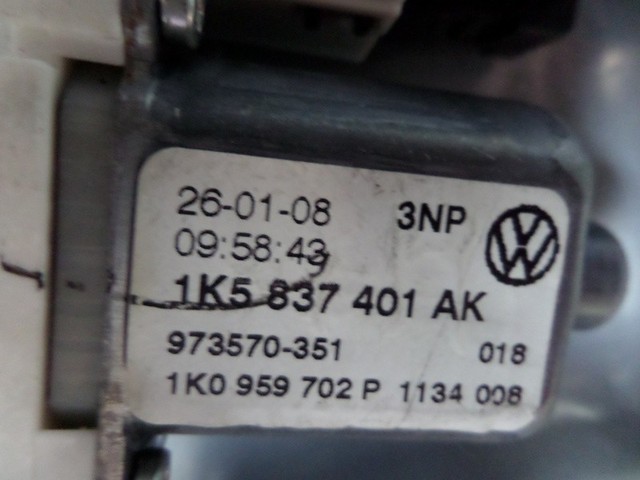 26-01-08 3NP
09:58:43
1K5 837 401 AK
973570-351 018
1K0 959 702 P 1134 008